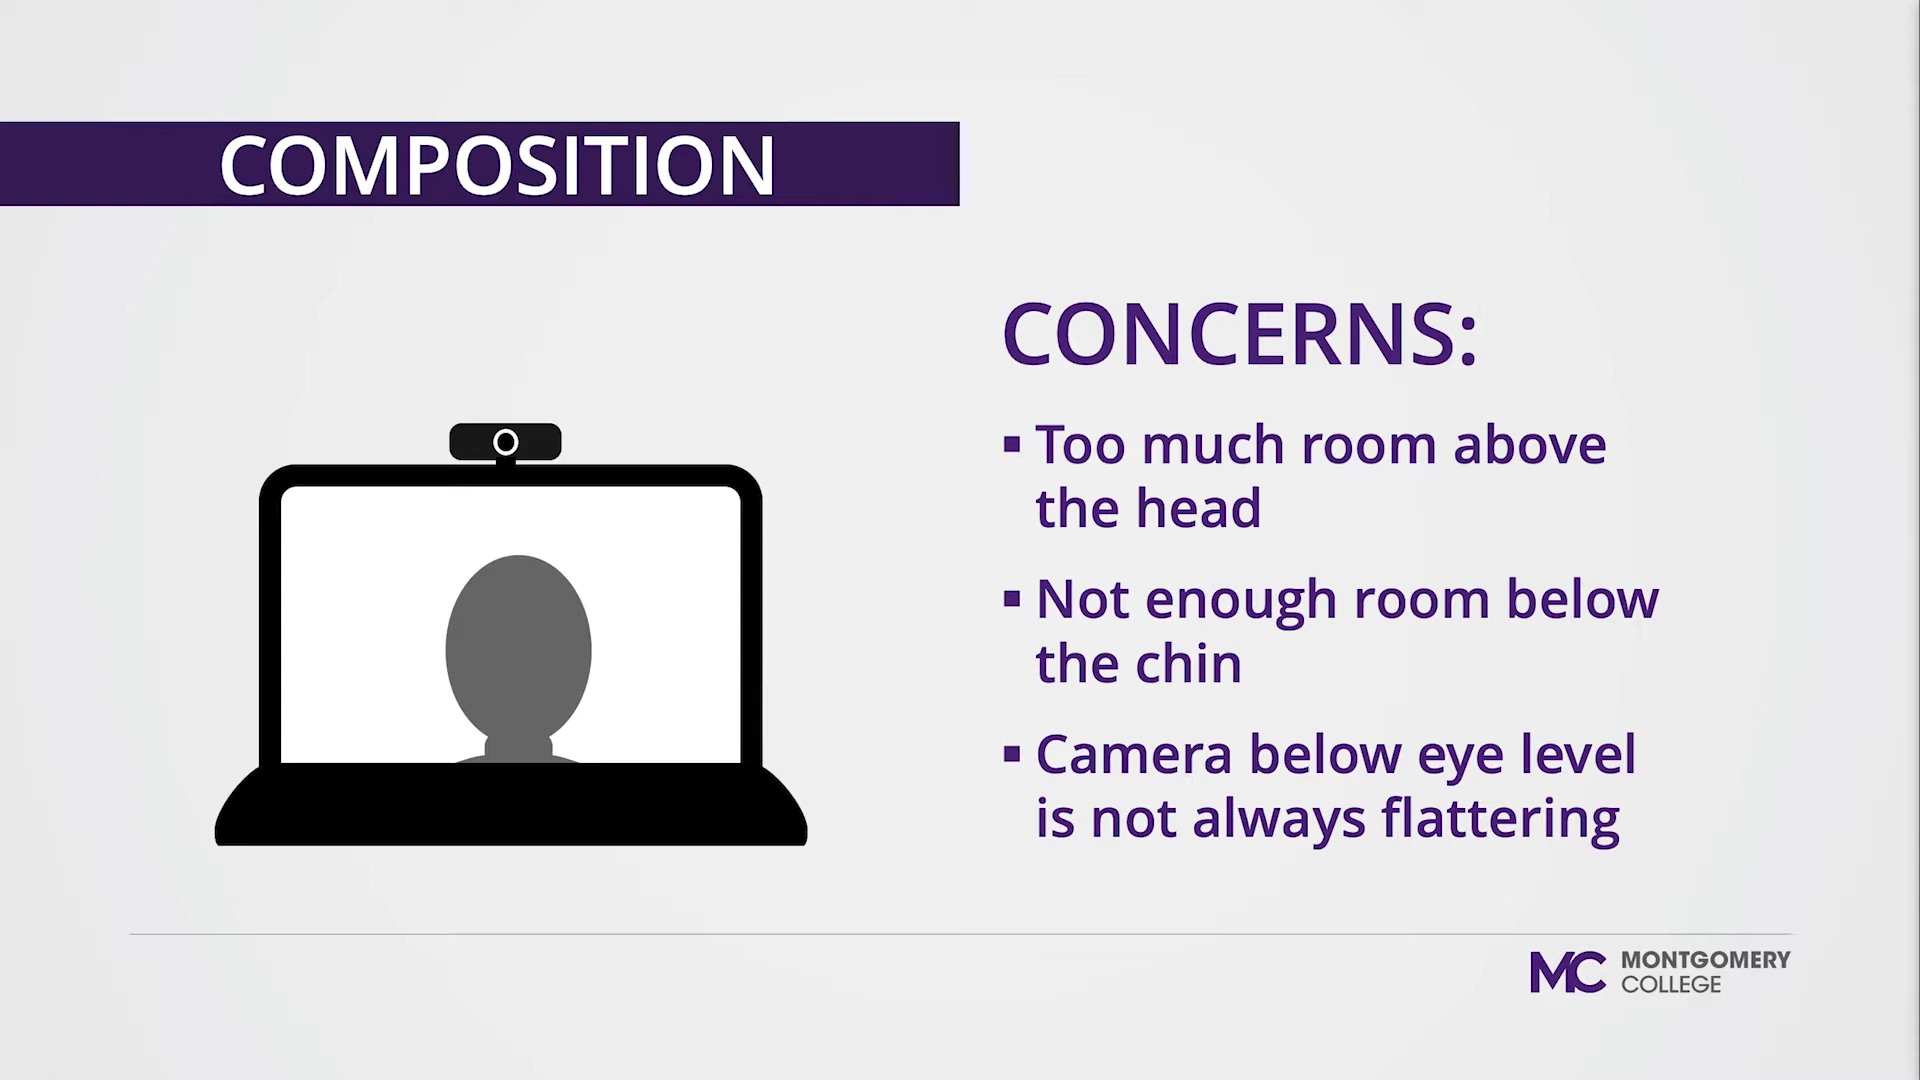 COMPOSITION
CONCERNS:
▪ Too much room above
the head
▪ Not enough room below
the chin
▪ Camera below eye level
is not always flattering
MC MONTGOMERY
COLLEGE